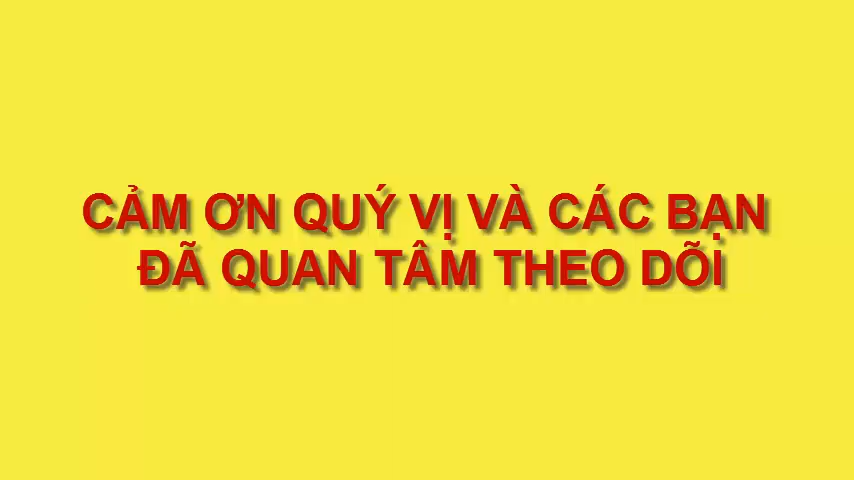 CẢM ƠN QUÝ VỊ VÀ CÁC BẠN
ĐÃ QUAN TÂM THEO DÕI